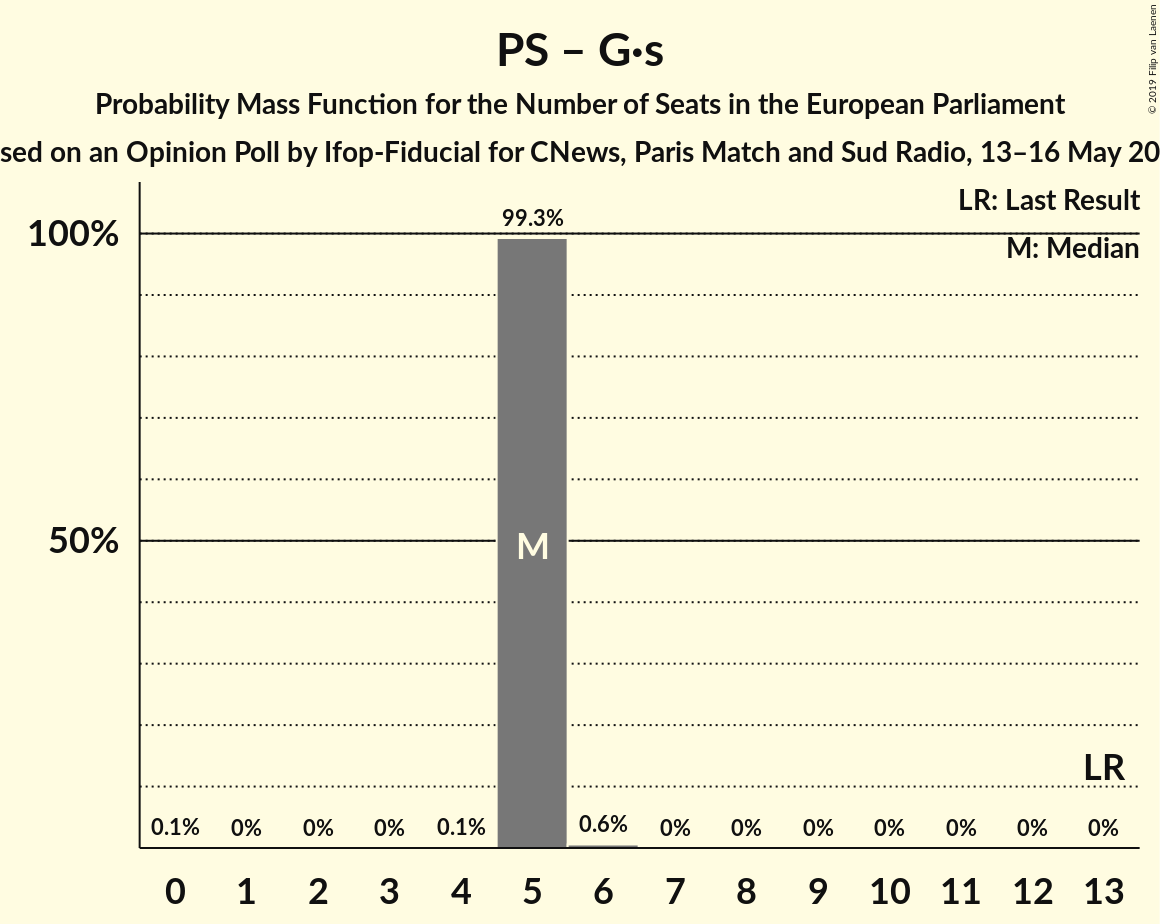 PS – G·s
Probability Mass Function for the Number of Seats in the European Parliament
sed on an Opinion Poll by Ifop-Fiducial for CNews, Paris Match and Sud Radio, 13–16 May 20
© 2019 Filip van Laenen
LR: Last Result
M: Median
100%
50%
99.3%
M
LR
0.1% 0% 0% 0% 0.1% 0.6% 0% 0% 0% 0% 0% 0% 0%
0 1 2 3 4 5 6 7 8 9 10 11 12 13